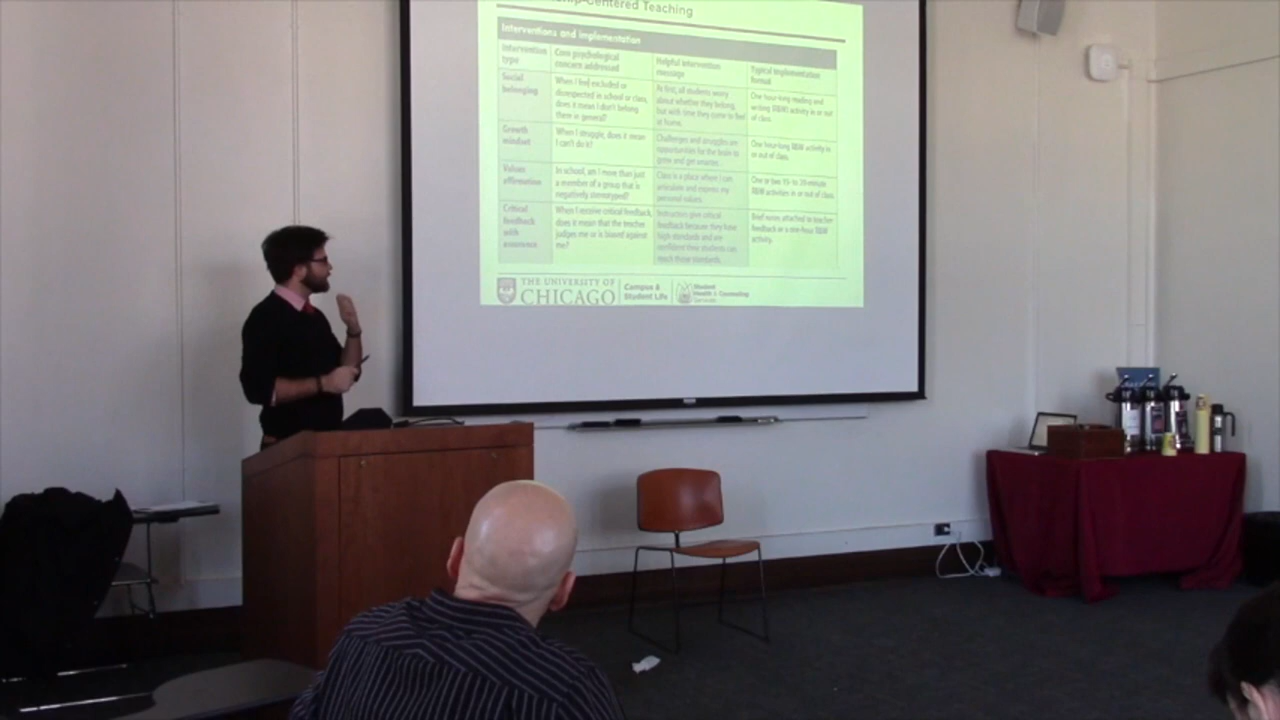 -Centered Teaching
Interventions and Implementation
Intervention type
Core psychological concern addressed
Helpful intervention message
Typical implementation format
Social belonging
When I feel excluded or
disrespected in school or class,
does it mean I don't belong
there in general?
At first, all students worry
about whether they belong,
but with time they come to feel
at home.
One hour-long reading and
writing (R&W) activity in or out
of class.
Growth mindset
When I struggle, does it mean
I can't do it?
Challenges and struggles are
opportunities for the brain to
grow and get smarter.
One hour-long R&W activity in
or out of class.
Values affirmation
In school, am I more than just
a member of a group that is
negatively stereotyped?
Class is a place where I can
articulate and express my
personal values.
One or two 15- to 30-minute
R&W activities in or out of class.
Critical feedback with assurance
When I receive critical feedback,
does it mean that the teacher
judges me or is biased against
me?
Instructors give critical
feedback because they have
high standards and are
confident their students can
reach those standards.
Brief notes attached to teacher
feedback or a one-hour R&W
activity.
THE UNIVERSITY OF
CHICAGO
Campus &
Student Life
Student
Health & Counseling
Services